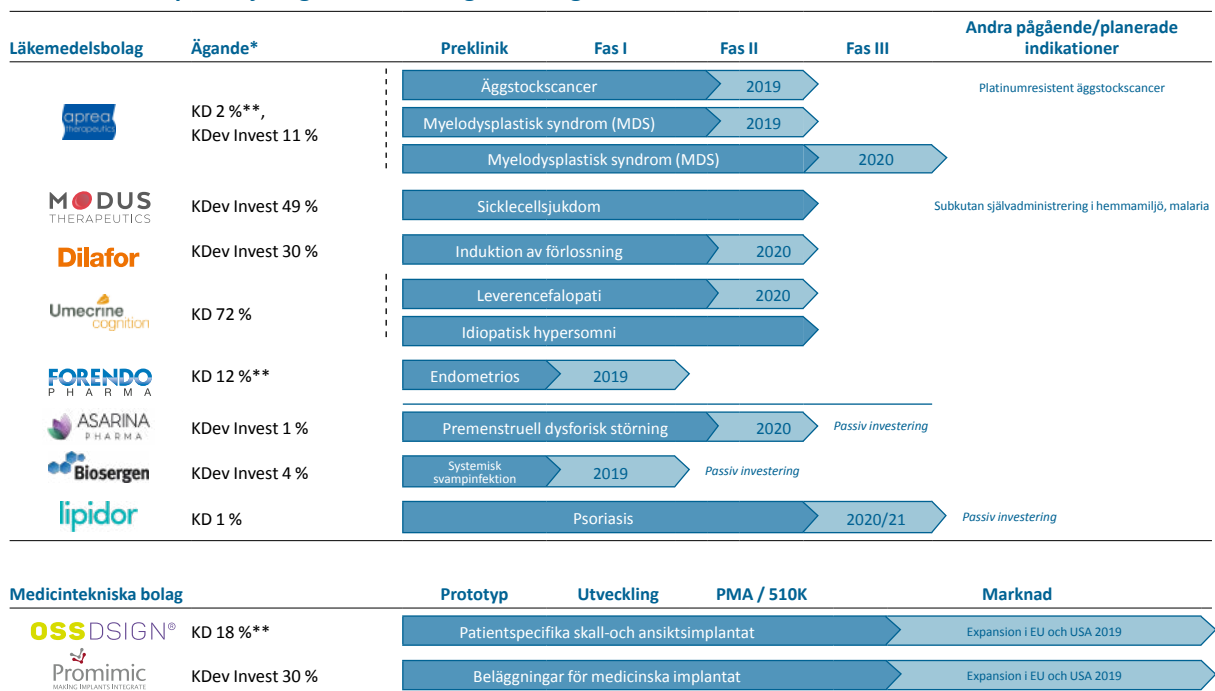 Andra pågående/planerade
Läkemedelsbolag Ägande* Preklinik Fas I Fas II Fas III indikationer
Äggstockscancer 2019 Platinumresistent äggstockscancer
aprea
therapeutics
KD 2 %**,
KDev Invest 11 %
Myelodysplastisk syndrom (MDS) 2019
Myelodysplastisk syndrom (MDS) 2020
MODUS
THERAPEUTICS
KDev Invest 49 % Sicklecellsjukdom Subkutan självadministrering i hemmamiljö, malaria
Dilafor KDev Invest 30 % Induktion av förlossning 2020
Umecrine
cognition
KD 72 %
Leverencefalopati 2020
Idiopatisk hypersomni
FORENDO
PHARMA
KD 12 %** Endometrios 2019
ASARINA
PHARMA
KDev Invest 1 % Premenstruell dysforisk störning 2020 Passiv investering
Biosergen KDev Invest 4 % Systemisk
svampinfektion 2019 Passiv investering
lipidor KD 1 % Psoriasis 2020/21 Passiv investering
Medicintekniska bolag Prototyp Utveckling PMA / 510K Marknad
OSSDSIGN® KD 18 %** Patientspecifika skall-och ansiktsimplantat Expansion i EU och USA 2019
Promimic
MAKING IMPLANTS INTEGRATE
KDev Invest 30 % Beläggningar för medicinska implantat Expansion i EU och USA 2019